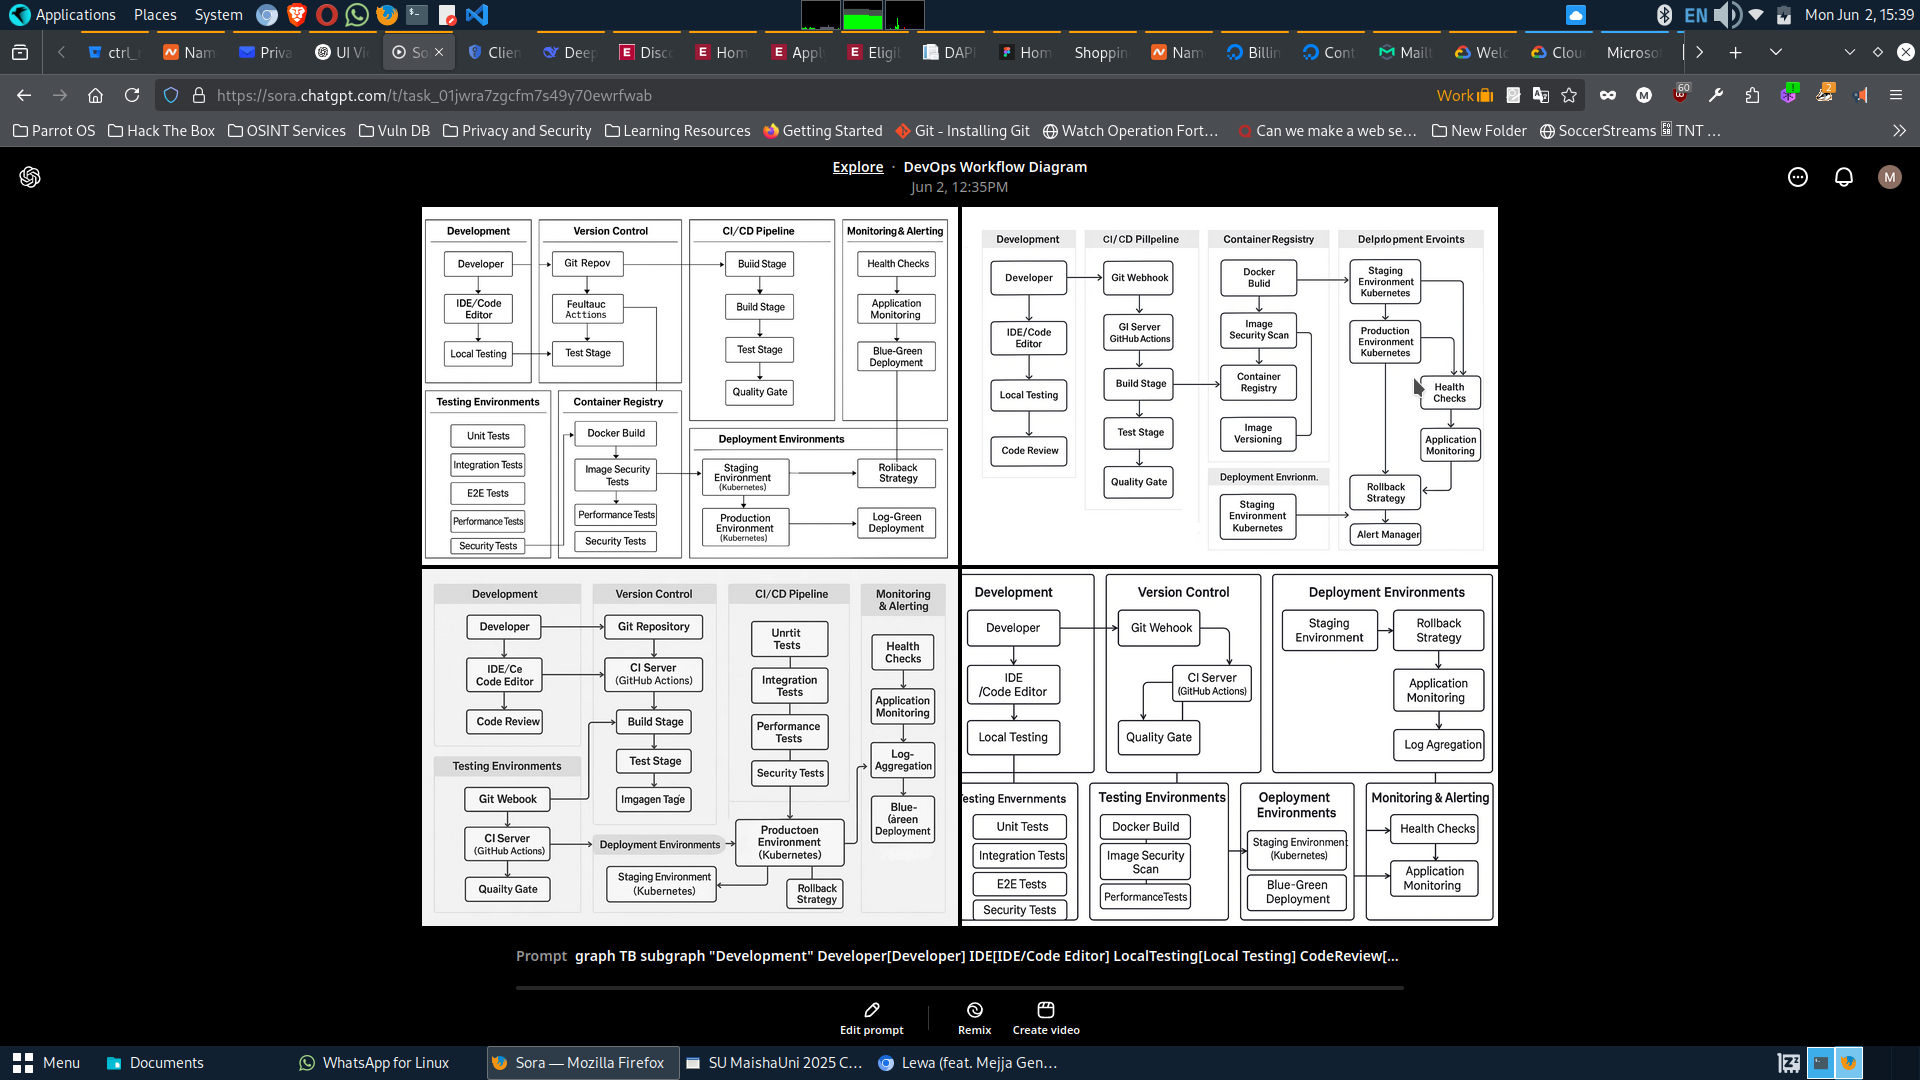 Applications Places System EN Mon Jun 2, 15:39
ctrl_ Nam Priva UI Vi So Clien Deep Disc Hom Appl Eligi DAPI Hom Shoppin Nam Billin Cont Mailt Welc Clou Microso
https://sora.chatgpt.com/t/task_01jwra7zgcfm7s49y70ewrfwab Work 60 1 2
Parrot OS Hack The Box OSINT Services Vuln DB Privacy and Security Learning Resources Getting Started Git - Installing Git Watch Operation Fort… Can we make a web se… New Folder SoccerStreams TNT …
Explore · DevOps Workflow Diagram
Jun 2, 12:35PM
M
Development
Developer
IDE/Code
Editor
Local Testing
Version Control
Git Repov
Feultauc
Acttions
Test Stage
CI/CD Pipeline
Buiid Stage
Build Stage
Test Stage
Quality Gate
Monitoring & Alerting
Health Checks
Application
Monitoring
Blue-Green
Deployment
Testing Environments
Unit Tests
Integration Tests
E2E Tests
Performance Tests
Security Tests
Container Registry
Docker Build
Image Security
Tests
Performance Tests
Security Tests
Deployment Environments
Staging
Environment
(Kubernetes)
Production
Environment
(Kubernetes)
Roliback
Strategy
Log-Green
Deployment
Development
Developer
IDE/Code
Editor
Local Testing
Code Review
CI/CD Pillpeline
Git Webhook
GI Server
GitHub Actions
Build Stage
Test Stage
Quality Gate
Container Regsistry
Docker
Bulid
Image
Security Scan
Container
Registry
Image
Versioning
Deployment Envrionm.
Staging
Environment
Kubernetes
Delprlopment Ervoints
Staging
Environment
Kubernetes
Production
Environment
Kubernetes
Health
Checks
Application
Monitoring
Rollback
Strategy
Alert Manager
Development
Developer
IDE/Ce
Code Editor
Code Review
Testing Environments
Git Webook
CI Server
(GitHub Actions)
Quailty Gate
Version Control
Git Repository
CI Server
(GitHub Actions)
Build Stage
Test Stage
Imgagen Tage
Deployment Environments
Staging Environment
(Kubernetes)
CI/CD Pipeline
Unrtit
Tests
Integration
Tests
Performance
Tests
Security Tests
Productoen
Environment
(Kubernetes)
Rollback
Strategy
Monitoring
& Alerting
Health
Checks
Application
Monitoring
Log-
Aggregation
Blue-
(áreen
Deployment
Development
Developer
IDE
/Code Editor
Local Testing
Version Control
Git Wehook
CI Server
(GitHub Actions)
Quality Gate
Deployment Environments
Staging
Environment
Rollback
Strategy
Application
Monitoring
Log Agregation
esting Envernments
Unit Tests
Integration Tests
E2E Tests
Security Tests
Testing Environments
Docker Build
Image Security
Scan
PerformanceTests
Oeployment
Environments
Staging Environment
(Kubernetes)
Blue-Green
Deployment
Monitoring & Alerting
Health Checks
Application
Monitoring
Prompt graph TB subgraph "Development" Developer[Developer] IDE[IDE/Code Editor] LocalTesting[Local Testing] CodeReview[...
Edit prompt Remix Create video
Menu Documents WhatsApp for Linux Sora — Mozilla Firefox SU MaishaUni 2025 C... Lewa (feat. Mejja Gen...